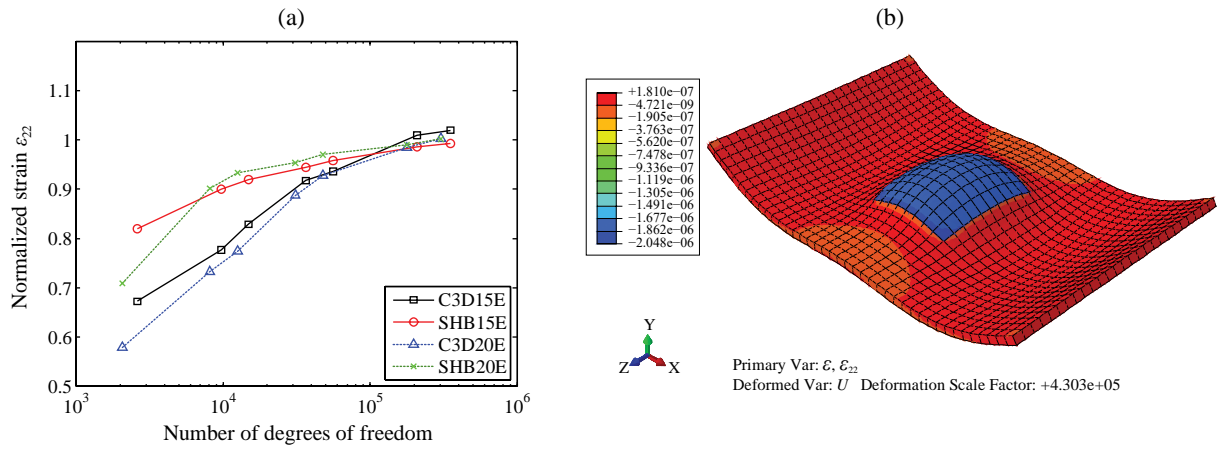 (a)
Normalized strain ε22
1.1
1
0.9
0.8
0.7
0.6
0.5
10^3
10^4
10^5
10^6
Number of degrees of freedom
C3D15E
SHB15E
C3D20E
SHB20E
(b)
+1.810e−07
−4.721e−09
−1.905e−07
−3.763e−07
−5.620e−07
−7.478e−07
−9.336e−07
−1.119e−06
−1.305e−06
−1.491e−06
−1.677e−06
−1.862e−06
−2.048e−06
Y
Z X
Primary Var: ε, ε22
Deformed Var: U Deformation Scale Factor: +4.303e+05